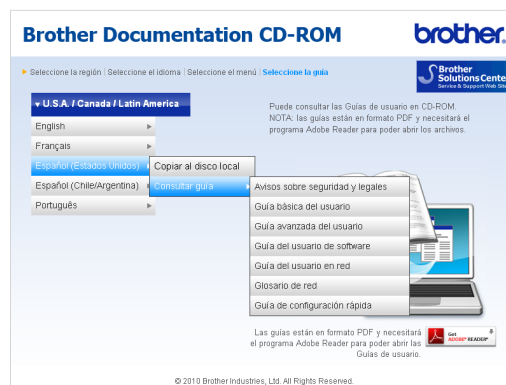 Brother Documentation CD-ROM
brother.
Seleccione la región | Seleccione el idioma | Seleccione el menú | Seleccione la guía
Brother
Solutions Center
Service & Support Web Site
U.S.A. / Canada / Latin America
Puede consultar las Guías de usuario en CD-ROM.
NOTA: las guías están en formato PDF y necesitará el
programa Adobe Reader para poder abrir los archivos.
English
Français
Español (Estados Unidos)
Copiar al disco local
Español (Chile/Argentina)
Consultar guía
Avisos sobre seguridad y legales
Português
Guía básica del usuario
Guía avanzada del usuario
Guía del usuario de software
Guía del usuario en red
Glosario de red
Guía de configuración rápida
Las guías están en formato PDF y necesitará
el programa Adobe Reader para poder abrir las
Guías de usuario.
Get
ADOBE® READER®
© 2010 Brother Industries, Ltd. All Rights Reserved.